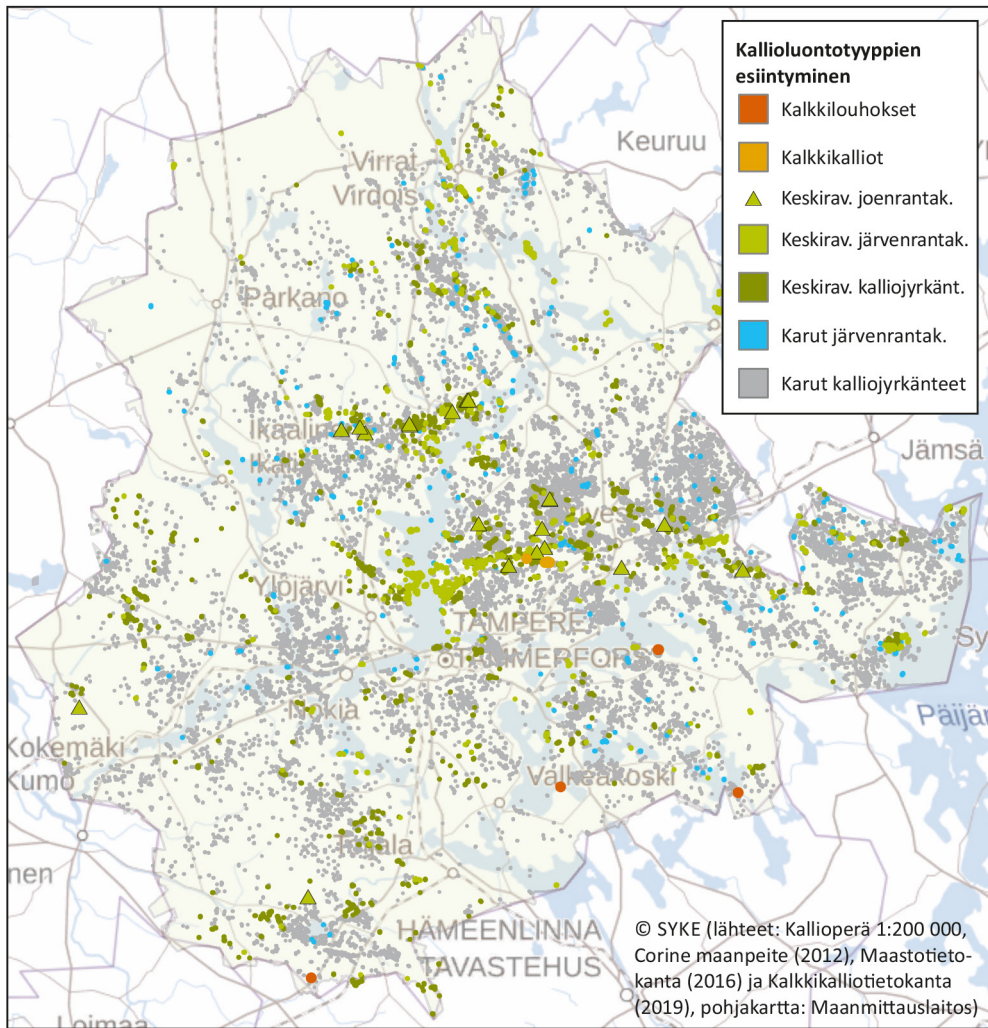 Kallioluontotyyppien
esiintyminen
Kalkkilouhokset
Kalkkikalliot
Keskirav. joenrantak.
Keskirav. järvenrantak.
Keskirav. kalliojyrkänt.
Karut järvenrantak.
Karut kalliojyrkänteet
Keuruu
Virrat
Virdois
Parkano
Jämsä
Ylöjärvi
TAMPERE
Nokia
Päijän
Kokemäki
Kumo
Valkeakoski
nen
HÄMEENLINNA
TAVASTEHUS
Loimaa
© SYKE (lähteet: Kallioperä 1:200 000,
Corine maanpeite (2012), Maastotieto-
kanta (2016) ja Kalkkikalliotietokanta
(2019), pohjakartta: Maanmittauslaitos)